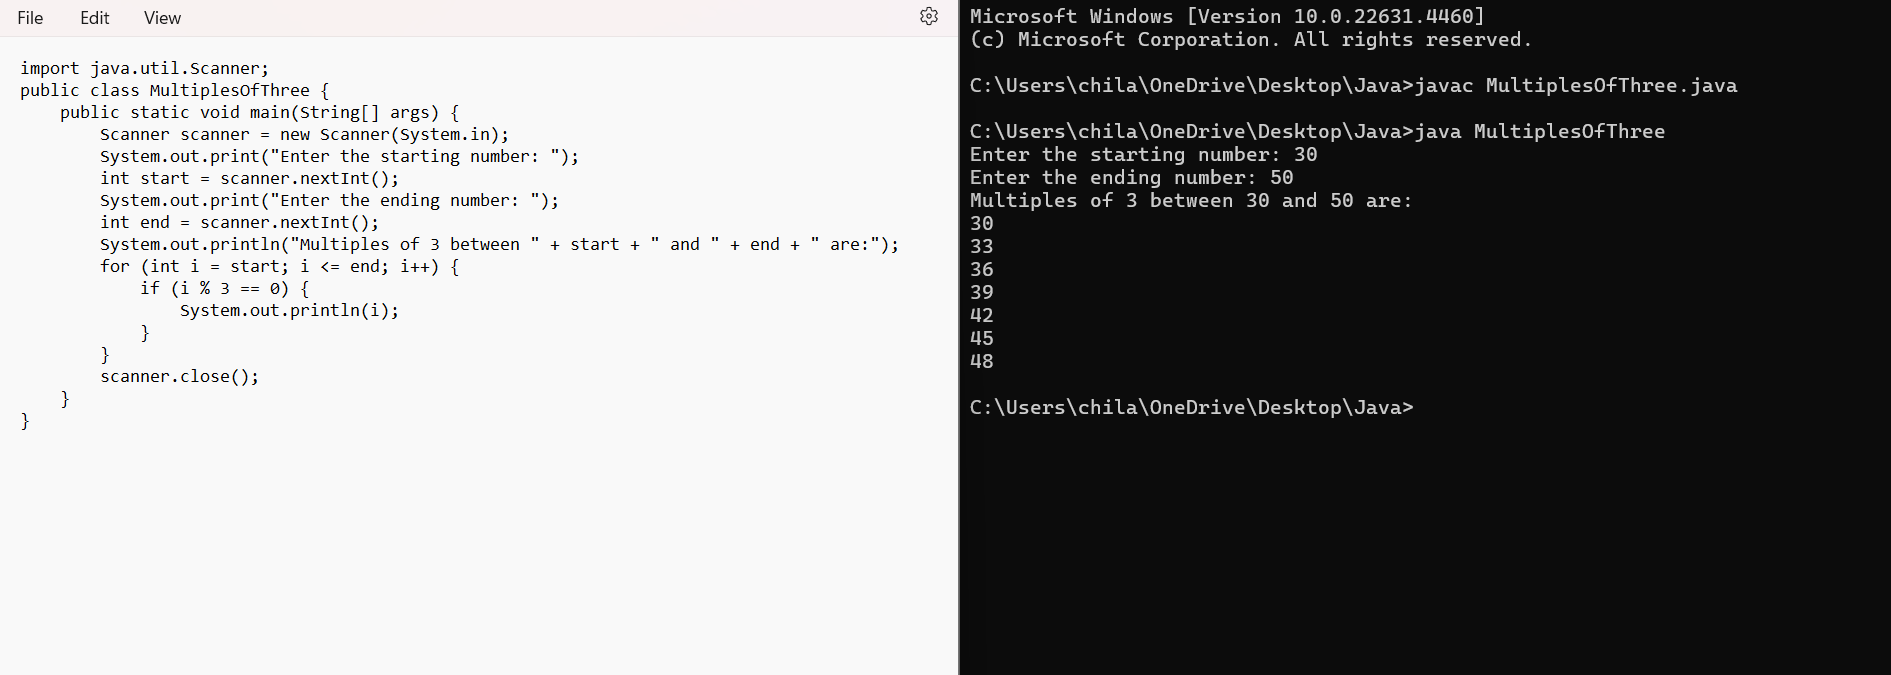 File Edit View
import java.util.Scanner;
public class MultiplesOfThree {
    public static void main(String[] args) {
        Scanner scanner = new Scanner(System.in);
        System.out.print("Enter the starting number: ");
        int start = scanner.nextInt();
        System.out.print("Enter the ending number: ");
        int end = scanner.nextInt();
        System.out.println("Multiples of 3 between " + start + " and " + end + " are:");
        for (int i = start; i <= end; i++) {
            if (i % 3 == 0) {
                System.out.println(i);
            }
        }
        scanner.close();
    }
}
Microsoft Windows [Version 10.0.22631.4460]
(c) Microsoft Corporation. All rights reserved.
C:\Users\chila\OneDrive\Desktop\Java>javac MultiplesOfThree.java
C:\Users\chila\OneDrive\Desktop\Java>java MultiplesOfThree
Enter the starting number: 30
Enter the ending number: 50
Multiples of 3 between 30 and 50 are:
30
33
36
39
42
45
48
C:\Users\chila\OneDrive\Desktop\Java>